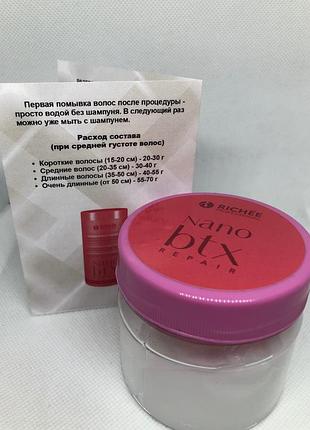 Первая помывка волос после процедуры -
просто водой без шампуня. В следующий раз
можно уже мыть с шампунем.
Расход состава
(при средней густоте волос)
• Короткие волосы (15-20 см) - 20-30 г
• Средние волос (20-35 см) - 30-40 г
• Длинные волосы (35-50 см) - 40-55 г
• Очень длинные (от 50 см) - 55-70 г
RICHÉE
Nano
btx
REPAIR